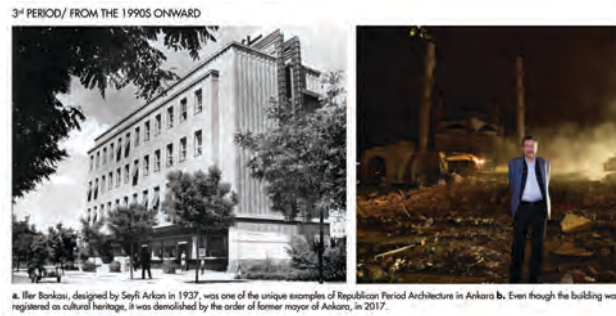 3rd PERIOD/ FROM THE 1990S ONWARD
a. Iller Bankası, designed by Seyfi Arkan in 1937, was one of the unique examples of Republican Period Architecture in Ankara b. Even though the building wa
registered as cultural heritage, it was demolished by the order of former mayor of Ankara, in 2017.